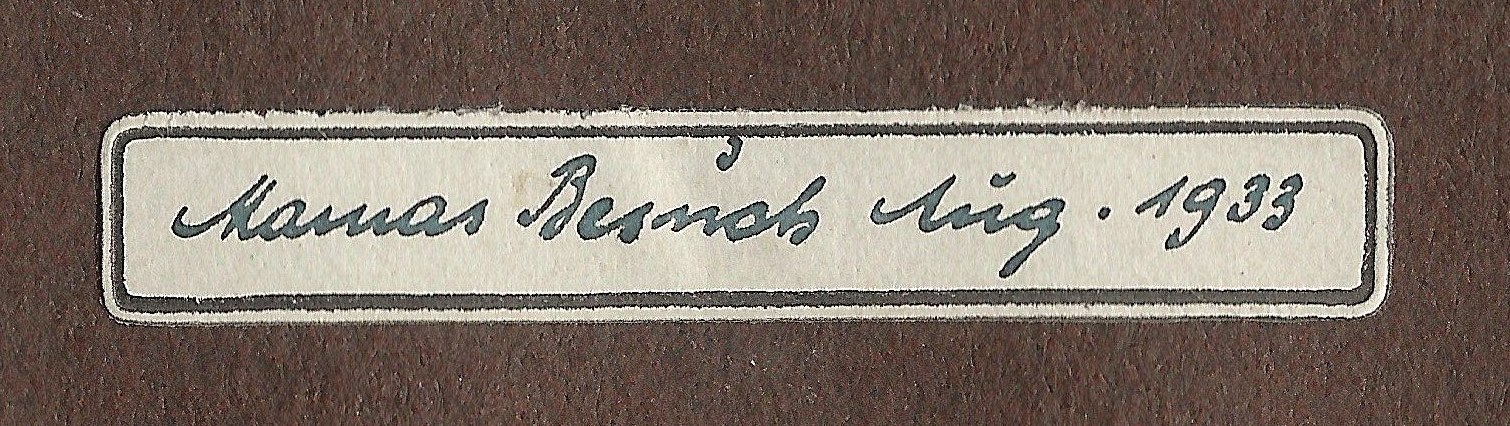 Mamas Besuch Aug. 1933